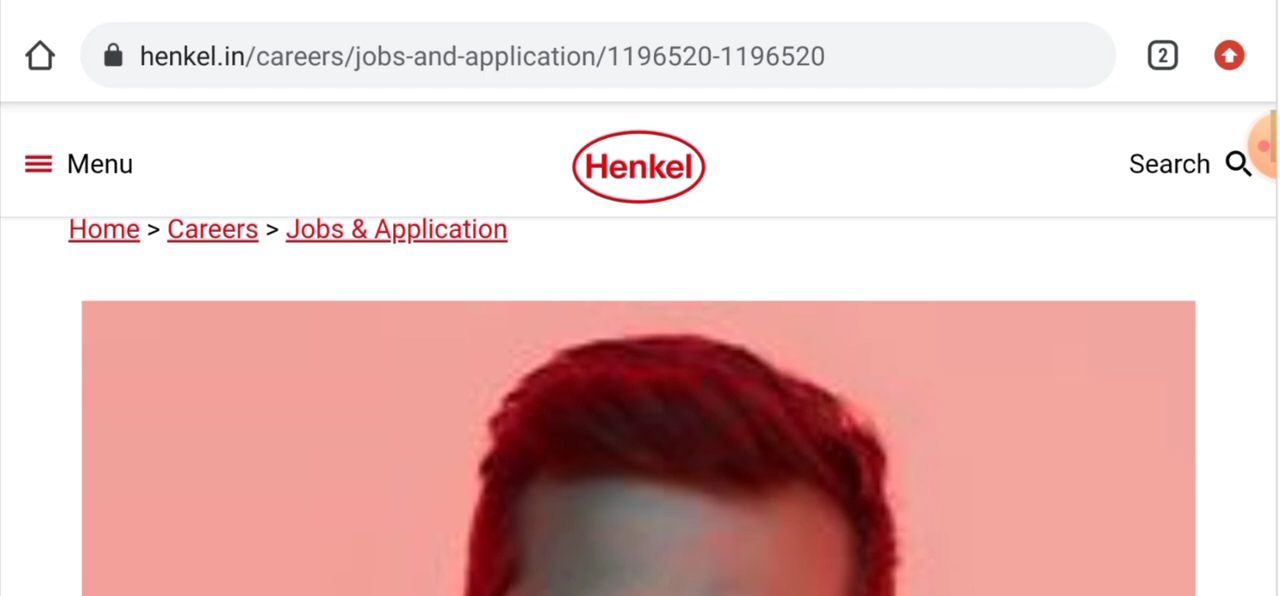 henkel.in/careers/jobs-and-application/1196520-1196520
2
Menu
Henkel
Search
Home > Careers > Jobs & Application